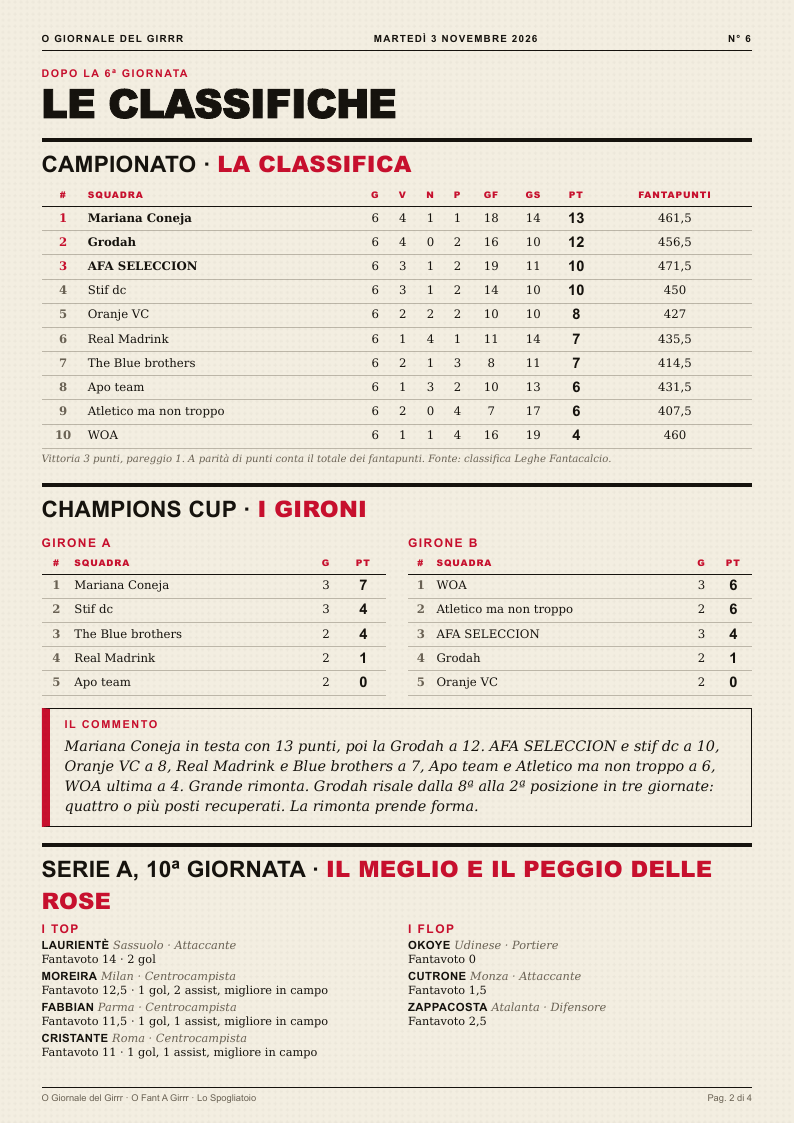 O GIORNALE DEL GIRRR MARTEDÌ 3 NOVEMBRE 2026 N° 6
DOPO LA 6ª GIORNATA
LE CLASSIFICHE
CAMPIONATO · LA CLASSIFICA
# SQUADRA G V N P GF GS PT FANTAPUNTI
1 Mariana Coneja 6 4 1 1 18 14 13 461,5
2 Grodah 6 4 0 2 16 10 12 456,5
3 AFA SELECCION 6 3 1 2 19 11 10 471,5
4 Stif dc 6 3 1 2 14 10 10 450
5 Oranje VC 6 2 2 2 10 10 8 427
6 Real Madrink 6 1 4 1 11 14 7 435,5
7 The Blue brothers 6 2 1 3 8 11 7 414,5
8 Apo team 6 1 3 2 10 13 6 431,5
9 Atletico ma non troppo 6 2 0 4 7 17 6 407,5
10 WOA 6 1 1 4 16 19 4 460
Vittoria 3 punti, pareggio 1. A parità di punti conta il totale dei fantapunti. Fonte: classifica Leghe Fantacalcio.
CHAMPIONS CUP · I GIRONI
GIRONE A
# SQUADRA G PT
1 Mariana Coneja 3 7
2 Stif dc 3 4
3 The Blue brothers 2 4
4 Real Madrink 2 1
5 Apo team 2 0
GIRONE B
# SQUADRA G PT
1 WOA 3 6
2 Atletico ma non troppo 2 6
3 AFA SELECCION 3 4
4 Grodah 2 1
5 Oranje VC 2 0
IL COMMENTO
Mariana Coneja in testa con 13 punti, poi la Grodah a 12. AFA SELECCION e stif dc a 10,
Oranje VC a 8, Real Madrink e Blue brothers a 7, Apo team e Atletico ma non troppo a 6,
WOA ultima a 4. Grande rimonta. Grodah risale dalla 8ª alla 2ª posizione in tre giornate:
quattro o più posti recuperati. La rimonta prende forma.
SERIE A, 10ª GIORNATA · IL MEGLIO E IL PEGGIO DELLE
ROSE
I TOP
LAURIENTÈ Sassuolo · Attaccante
Fantavoto 14 · 2 gol
MOREIRA Milan · Centrocampista
Fantavoto 12,5 · 1 gol, 2 assist, migliore in campo
FABBIAN Parma · Centrocampista
Fantavoto 11,5 · 1 gol, 1 assist, migliore in campo
CRISTANTE Roma · Centrocampista
Fantavoto 11 · 1 gol, 1 assist, migliore in campo
I FLOP
OKOYE Udinese · Portiere
Fantavoto 0
CUTRONE Monza · Attaccante
Fantavoto 1,5
ZAPPACOSTA Atalanta · Difensore
Fantavoto 2,5
O Giornale del Girrr · O Fant A Girrr · Lo Spogliatoio Pag. 2 di 4